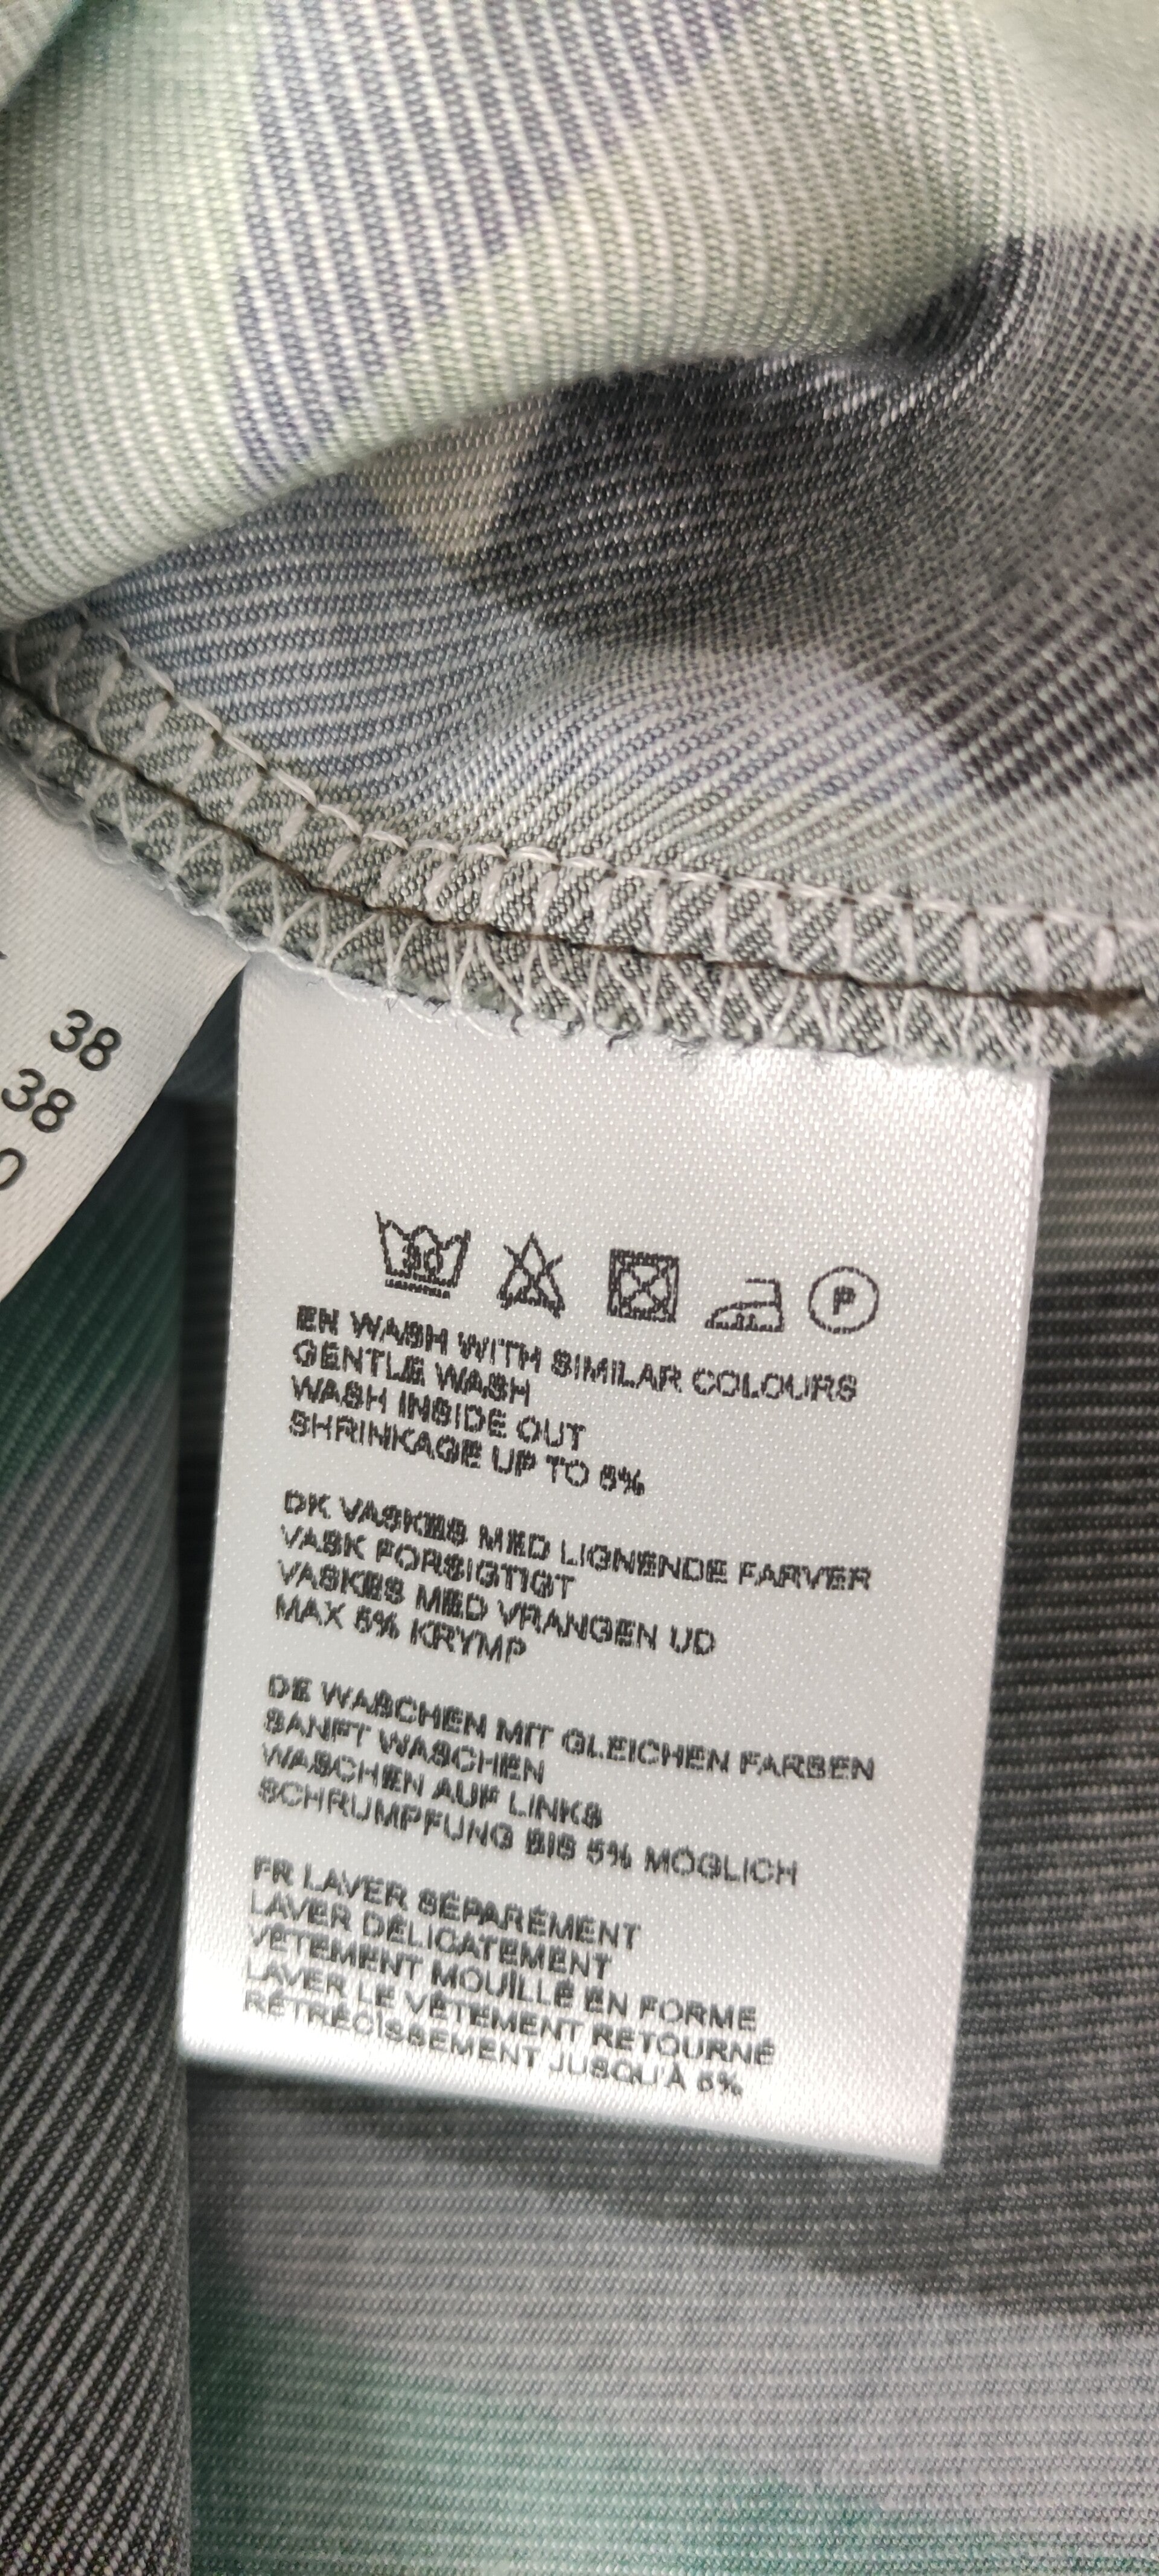 38
38
0
30
P
EN WASH WITH SIMILAR COLOURS
GENTLE WASH
WASH INSIDE OUT
SHRINKAGE UP TO 5%
DK VASKES MED LIGNENDE FARVER
VASK FORSIGTIGT
VASKES MED VRANGEN UD
MAX 5% KRYMP
DE WASCHEN MIT GLEICHEN FARBEN
SANFT WASCHEN
WASCHEN AUF LINKS
SCHRUMPFUNG BIS 5% MÖGLICH
FR LAVER SÉPARÉMENT
LAVER DÉLICATEMENT
VÊTEMENT MOUILLÉ EN FORME
LAVER LE VÊTEMENT RETOURNÉ
RÉTRÉCISSEMENT JUSQU'À 5%